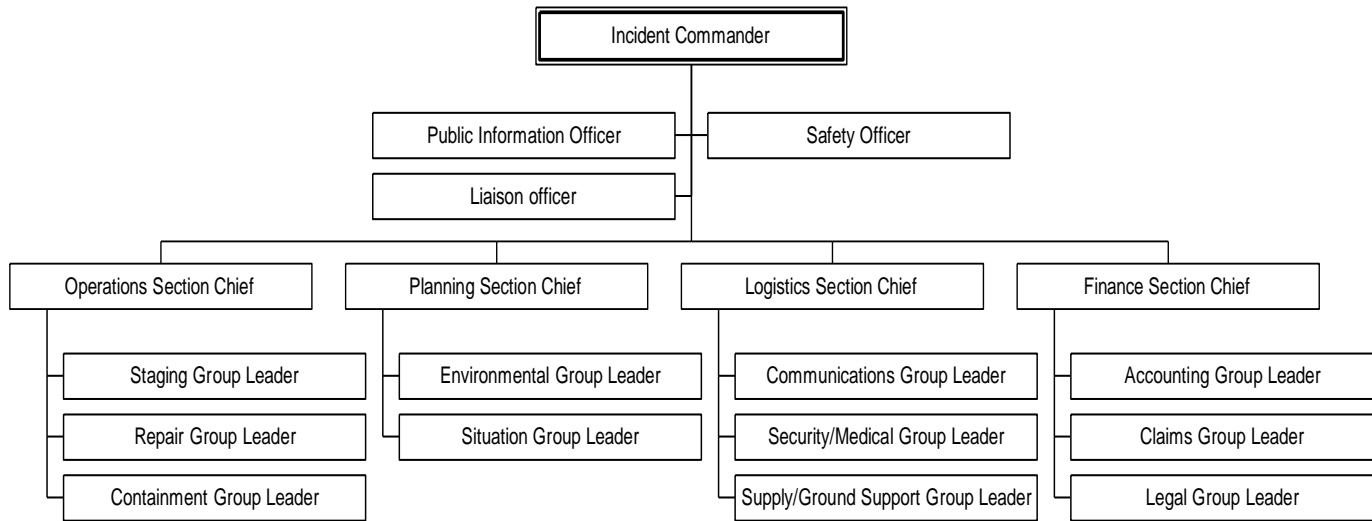 Incident Commander
Public Information Officer
Safety Officer
Liaison officer
Operations Section Chief
Planning Section Chief
Logistics Section Chief
Finance Section Chief
Staging Group Leader
Environmental Group Leader
Communications Group Leader
Accounting Group Leader
Repair Group Leader
Situation Group Leader
Security/Medical Group Leader
Claims Group Leader
Containment Group Leader
Supply/Ground Support Group Leader
Legal Group Leader